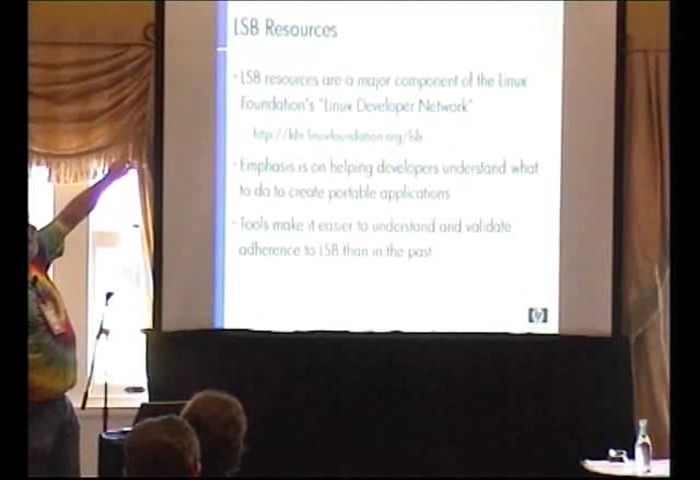 LSB Resources
· LSB resources are a major component of the Linux
Foundation's "Linux Developer Network"
http://ldn.linuxfoundation.org/lsb
· Emphasis is on helping developers understand what
to do to create portable applications
· Tools make it easier to understand and validate
adherence to LSB than in the past
hp